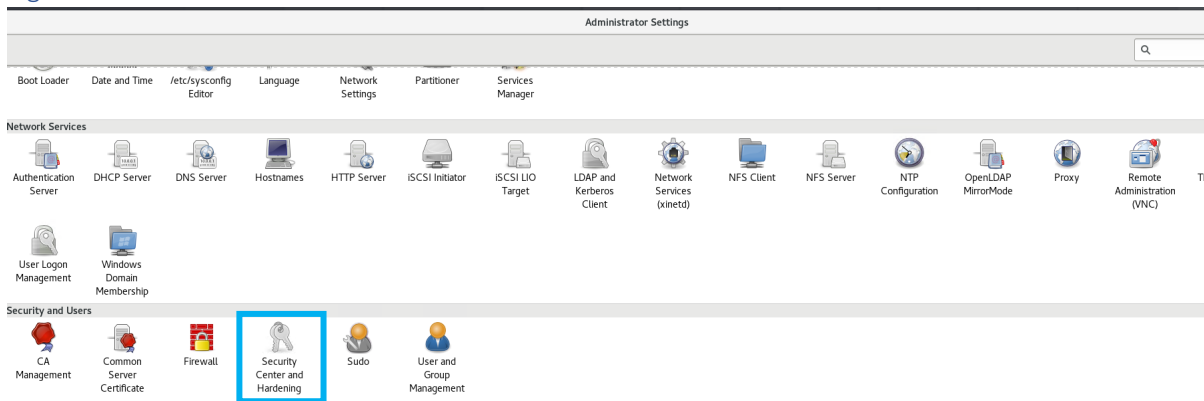 Administrator Settings
Boot Loader
Date and Time
/etc/sysconfig
Editor
Language
Network
Settings
Partitioner
Services
Manager
Network Services
Authentication
Server
DHCP Server
DNS Server
Hostnames
HTTP Server
iSCSI Initiator
iSCSI LIO
Target
LDAP and
Kerberos
Client
Network
Services
(xinetd)
NFS Client
NFS Server
NTP
Configuration
OpenLDAP
MirrorMode
Proxy
Remote
Administration
(VNC)
User Logon
Management
Windows
Domain
Membership
Security and Users
CA
Management
Common
Server
Certificate
Firewall
Security
Center and
Hardening
Sudo
User and
Group
Management